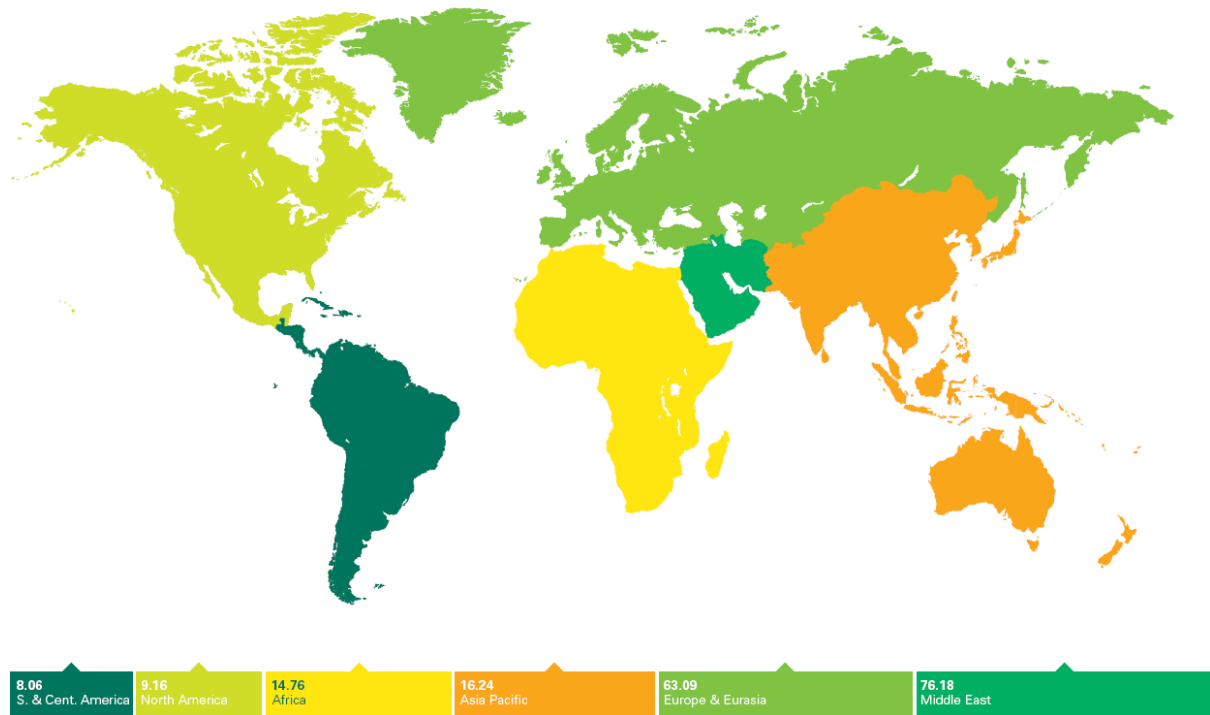 8.06
S. & Cent. America
9.16
North America
14.76
Africa
16.24
Asia Pacific
63.09
Europe & Eurasia
76.18
Middle East